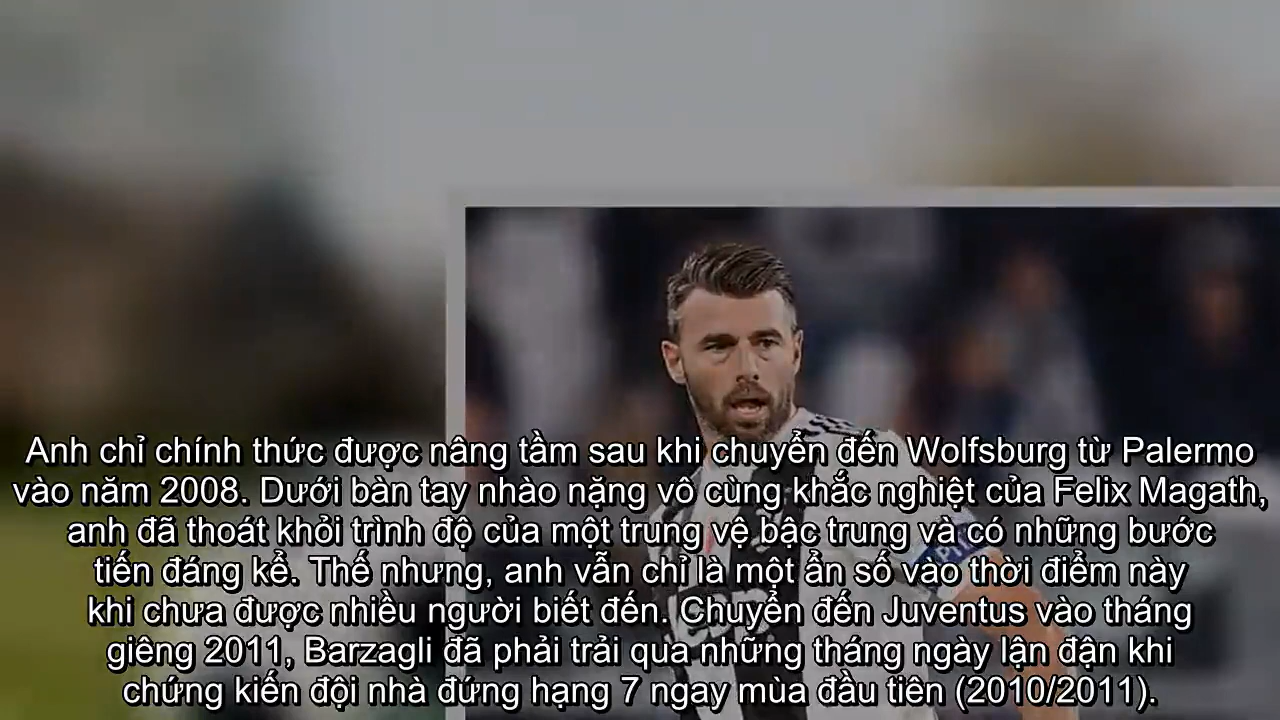 Anh chỉ chính thức được nâng tầm sau khi chuyển đến Wolfsburg từ Palermo
vào năm 2008. Dưới bàn tay nhào nặng vô cùng khắc nghiệt của Felix Magath,
anh đã thoát khỏi trình độ của một trung vệ bậc trung và có những bước
tiến đáng kể. Thế nhưng, anh vẫn chỉ là một ẩn số vào thời điểm này
khi chưa được nhiều người biết đến. Chuyển đến Juventus vào tháng
giêng 2011, Barzagli đã phải trải qua những tháng ngày lận đận khi
chứng kiến đội nhà đứng hạng 7 ngay mùa đầu tiên (2010/2011).